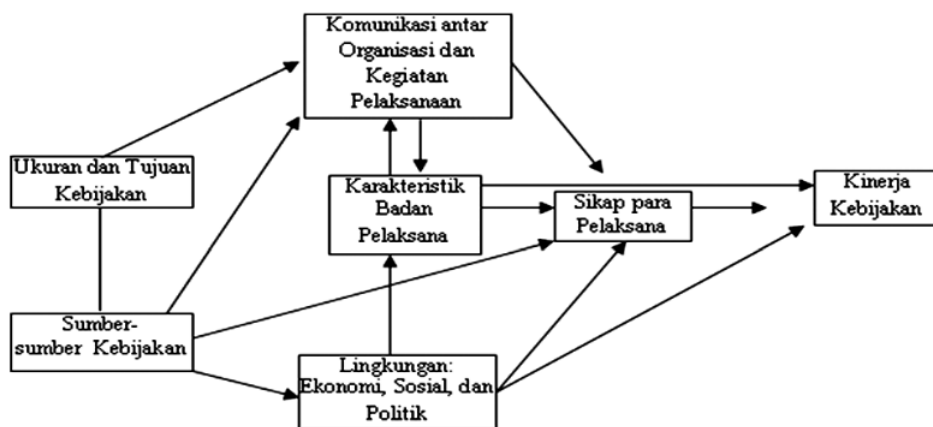 Komunikasi antar
Organisasi dan
Kegiatan
Pelaksanaan
Ukuran dan Tujuan
Kebijakan
Karakteristik
Badan
Pelaksana
Sikap para
Pelaksana
Kinerja
Kebijakan
Sumber-
sumber Kebijakan
Lingkungan:
Ekonomi, Sosial, dan
Politik